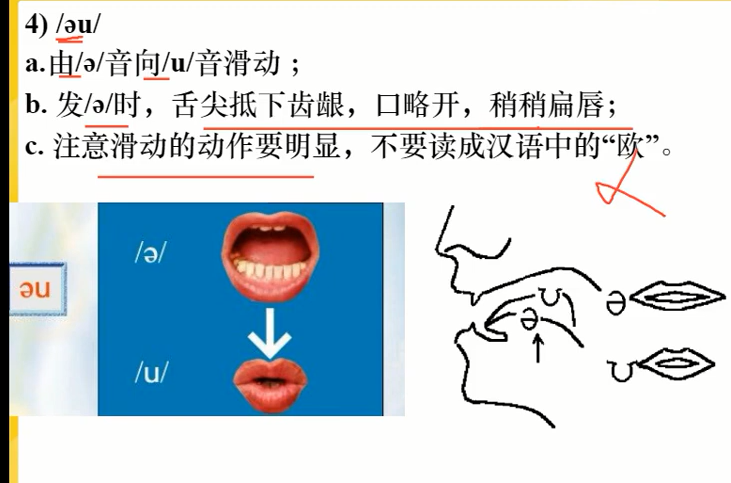 4) /əu/
a.由/ə/音向/u/音滑动；
b. 发/ə/时，舌尖抵下齿龈，口略开，稍稍扁唇；
c. 注意滑动的动作要明显，不要读成汉语中的“欧”。
/ə/
əu
/u/
ʊ
ə
ə
ʊ